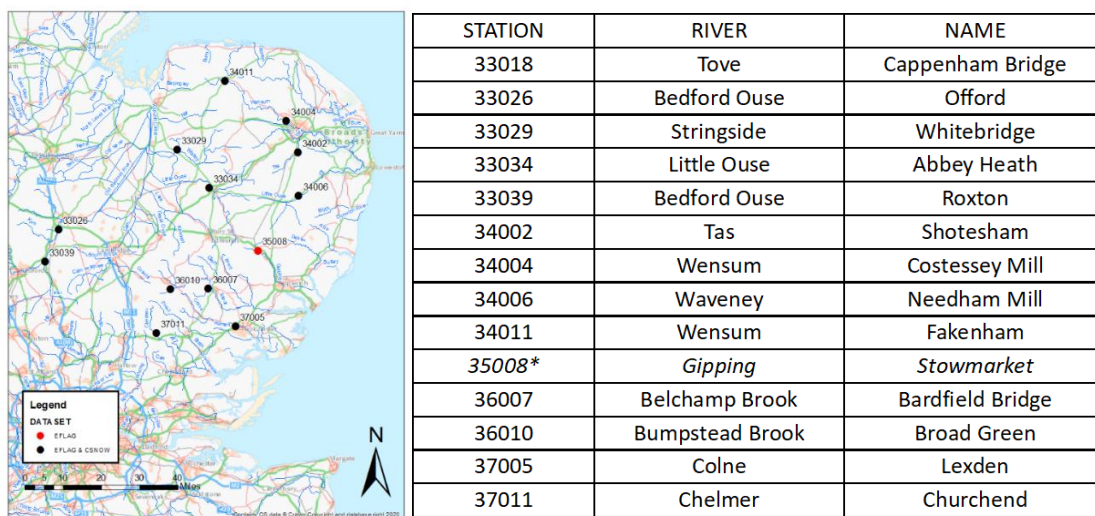 34011
34004
34002
33029
33034
34006
33026
35008
33039
36010
36007
37005
37011
Little Ouse
Legend
DATASET
EFLAG
EFLAG & CSNOW
N
0 5 10 20 30 40
Miles
STATION RIVER NAME
33018 Tove Cappenham Bridge
33026 Bedford Ouse Offord
33029 Stringside Whitebridge
33034 Little Ouse Abbey Heath
33039 Bedford Ouse Roxton
34002 Tas Shotesham
34004 Wensum Costessey Mill
34006 Waveney Needham Mill
34011 Wensum Fakenham
35008* Gipping Stowmarket
36007 Belchamp Brook Bardfield Bridge
36010 Bumpstead Brook Broad Green
37005 Colne Lexden
37011 Chelmer Churchend